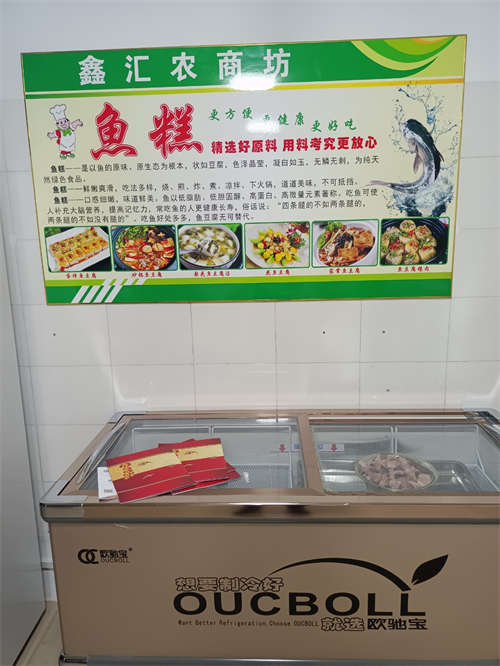 鑫汇农商坊
鱼糕
更方便 更健康 更好吃
精选好原料 用料考究更放心
鱼糕——是以鱼的原味，原生态为根本，状如豆腐，色泽晶莹，凝白如玉，无鳞无刺，为纯天
然绿色食品。
鱼糕——鲜嫩爽滑，吃法多样，烧、煎、炸、煮、凉拌、下火锅，道道美味，不可抵挡。
鱼糕——口感细嫩，味道鲜美。鱼以低脂肪，低胆固醇、高蛋白、高微量元素著称，吃鱼可使
人补充大脑营养，提高记忆力，常吃鱼的人更健康长寿。俗话说：“四条腿的不如两条腿的，
两条腿的不如没有腿的”。吃鱼好处多多，鱼豆腐无可替代。
家常鱼豆腐
鱼豆腐
OC 欧驰宝®
OUCBOLL
想要制冷好
OUCBOLL
Want Better Refrigeration, Choose OUCBOLL
就选 欧驰宝